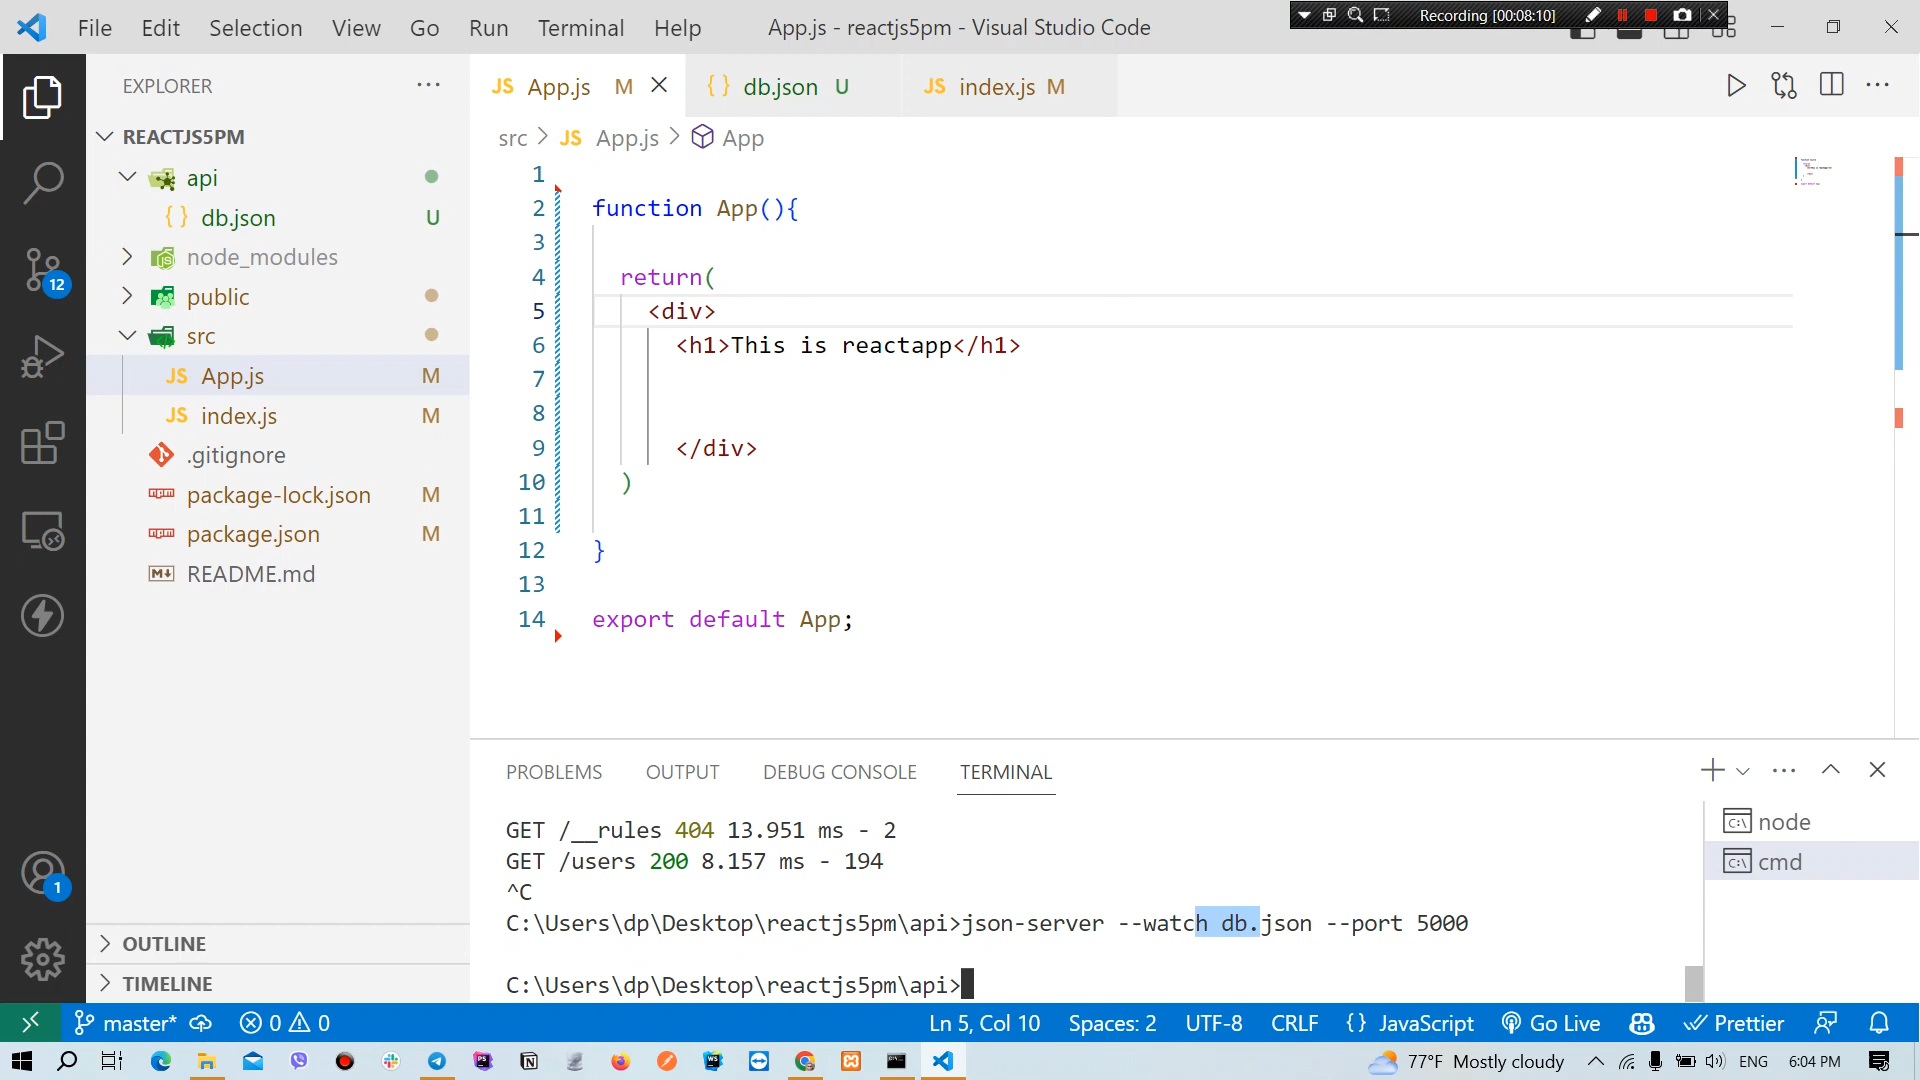 File Edit Selection View Go Run Terminal Help
App.js - reactjs5pm - Visual Studio Code
Recording [00:08:10]
EXPLORER
JS App.js M
{} db.json U
JS index.js M
REACTJS5PM
src > JS App.js > App
api
{} db.json U
node_modules
public
src
JS App.js M
JS index.js M
.gitignore
package-lock.json M
package.json M
README.md
12
1
OUTLINE
TIMELINE
1
2 function App(){
3
4 return(
5 <div>
6 <h1>This is reactapp</h1>
7
8
9 </div>
10 )
11
12 }
13
14 export default App;
PROBLEMS OUTPUT DEBUG CONSOLE TERMINAL
GET /__rules 404 13.951 ms - 2
GET /users 200 8.157 ms - 194
^C
C:\Users\dp\Desktop\reactjs5pm\api>json-server --watch db.json --port 5000
C:\Users\dp\Desktop\reactjs5pm\api>
node
cmd
master* 0 0
Ln 5, Col 10 Spaces: 2 UTF-8 CRLF {} JavaScript Go Live Prettier
77°F Mostly cloudy ENG 6:04 PM